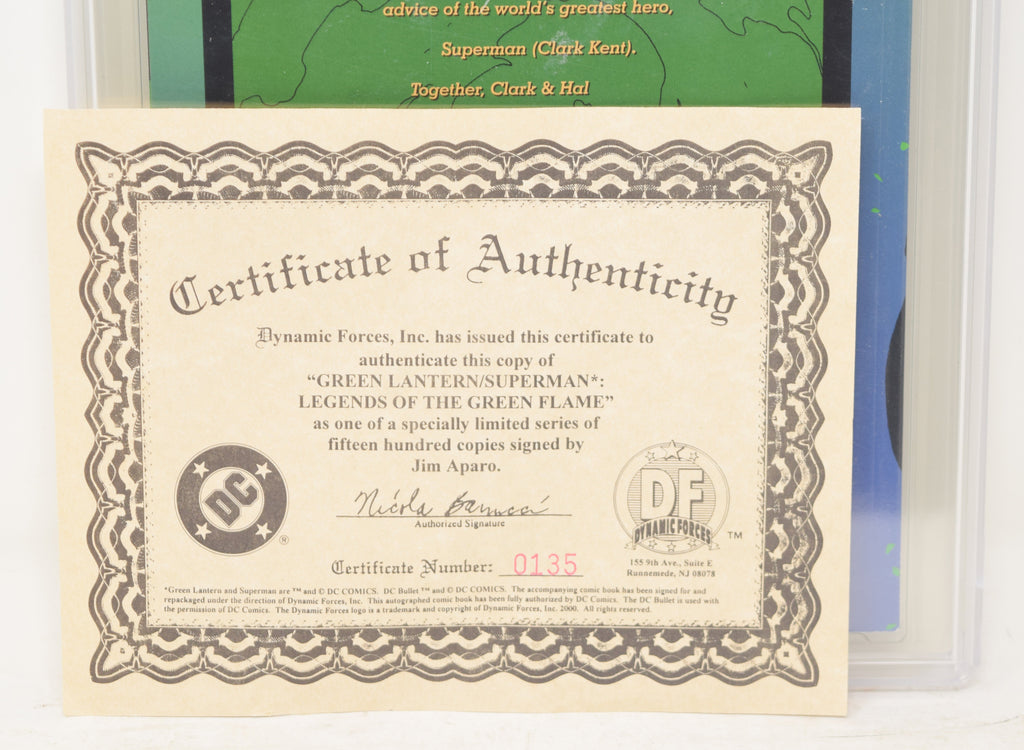 advice of the world's greatest hero,
Superman (Clark Kent).
Together, Clark & Hal
Certificate of Authenticity
Dynamic Forces, Inc. has issued this certificate to
authenticate this copy of
“GREEN LANTERN/SUPERMAN*:
LEGENDS OF THE GREEN FLAME”
as one of a specially limited series of
fifteen hundred copies signed by
Jim Aparo.
DC
®
Nicola Barrucci
Authorized Signature
DF
DYNAMIC FORCES
TM
Certificate Number: 0135
155 9th Ave., Suite E
Runnemede, NJ 08078
*Green Lantern and Superman are ™ and © DC COMICS. DC Bullet ™ and © DC COMICS. The accompanying comic book has been signed for and
repackaged under the direction of Dynamic Forces, Inc. This autographed comic book has been fully authorized by DC Comics. The DC Bullet is used with
the permission of DC Comics. The Dynamic Forces logo is a trademark and copyright of Dynamic Forces, Inc. 2000. All rights reserved.